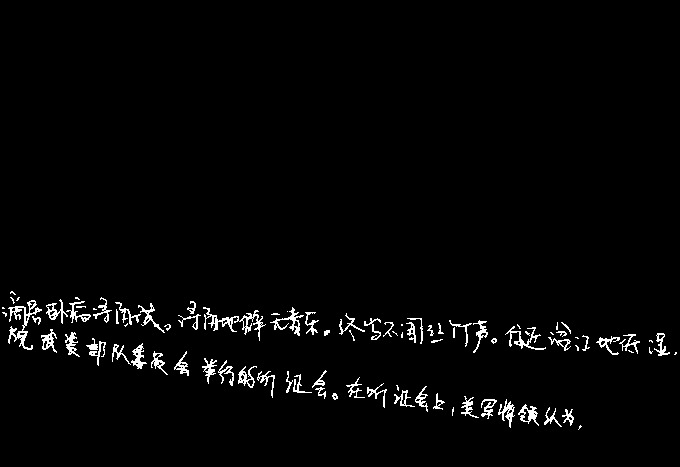 谪居卧病浔阳城。浔阳地僻无音乐。终岁不闻丝竹声。住近湓江地低湿,
院武装部队委员会举行的听证会。在听证会上,美军将领认为,